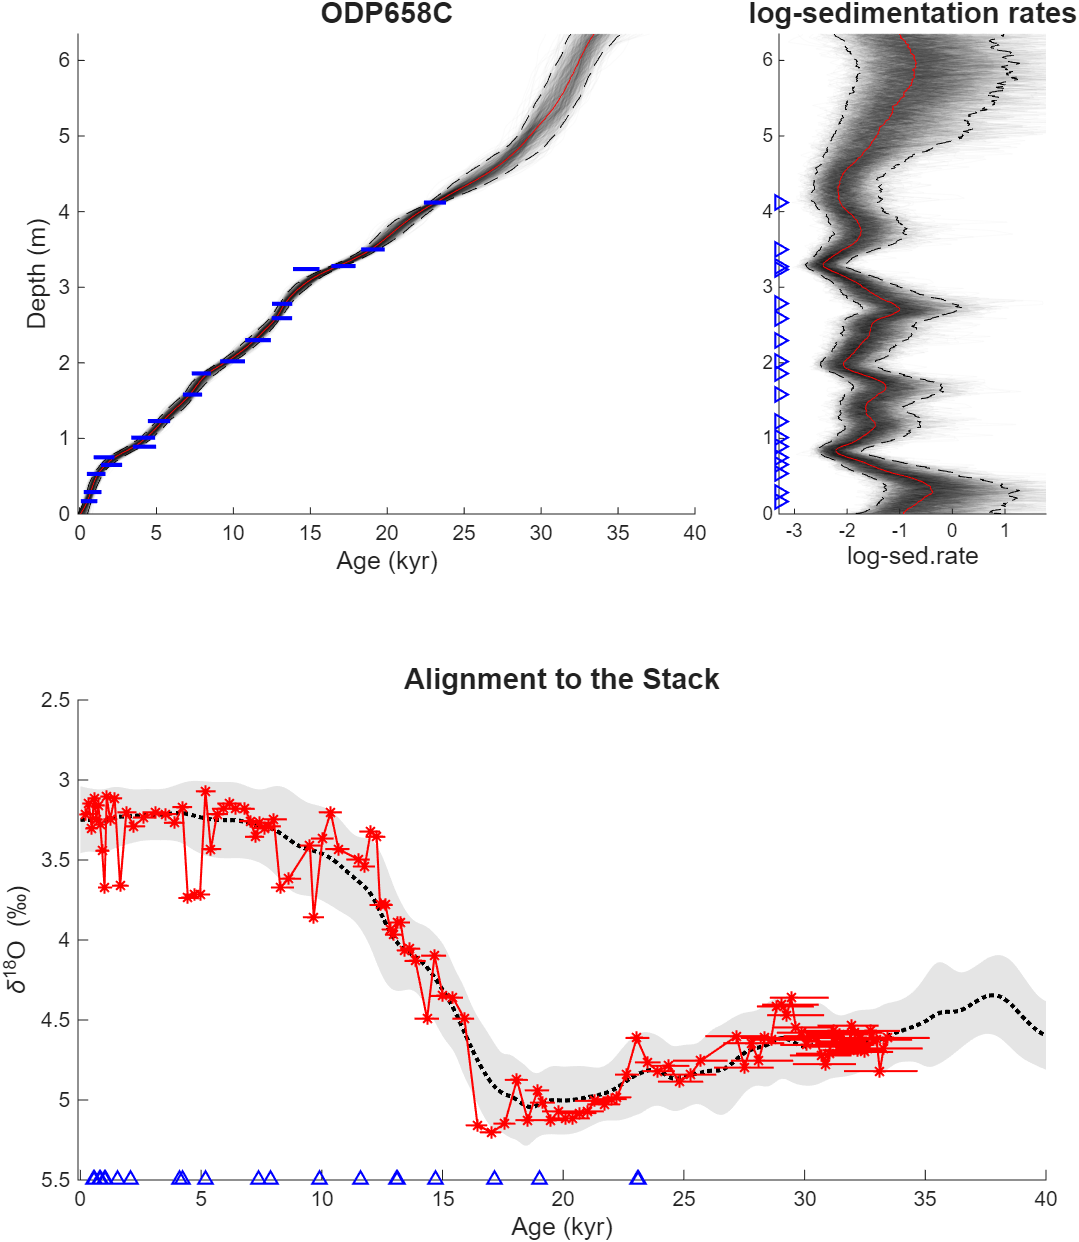 ODP658C
6
5
4
3
2
1
0
Depth (m)
0 5 10 15 20 25 30 35 40
Age (kyr)
log-sedimentation rates
6
5
4
3
2
1
0
-3 -2 -1 0 1
log-sed.rate
Alignment to the Stack
2.5
3
3.5
4
4.5
5
5.5
δ¹⁸O (‰)
0 5 10 15 20 25 30 35 40
Age (kyr)